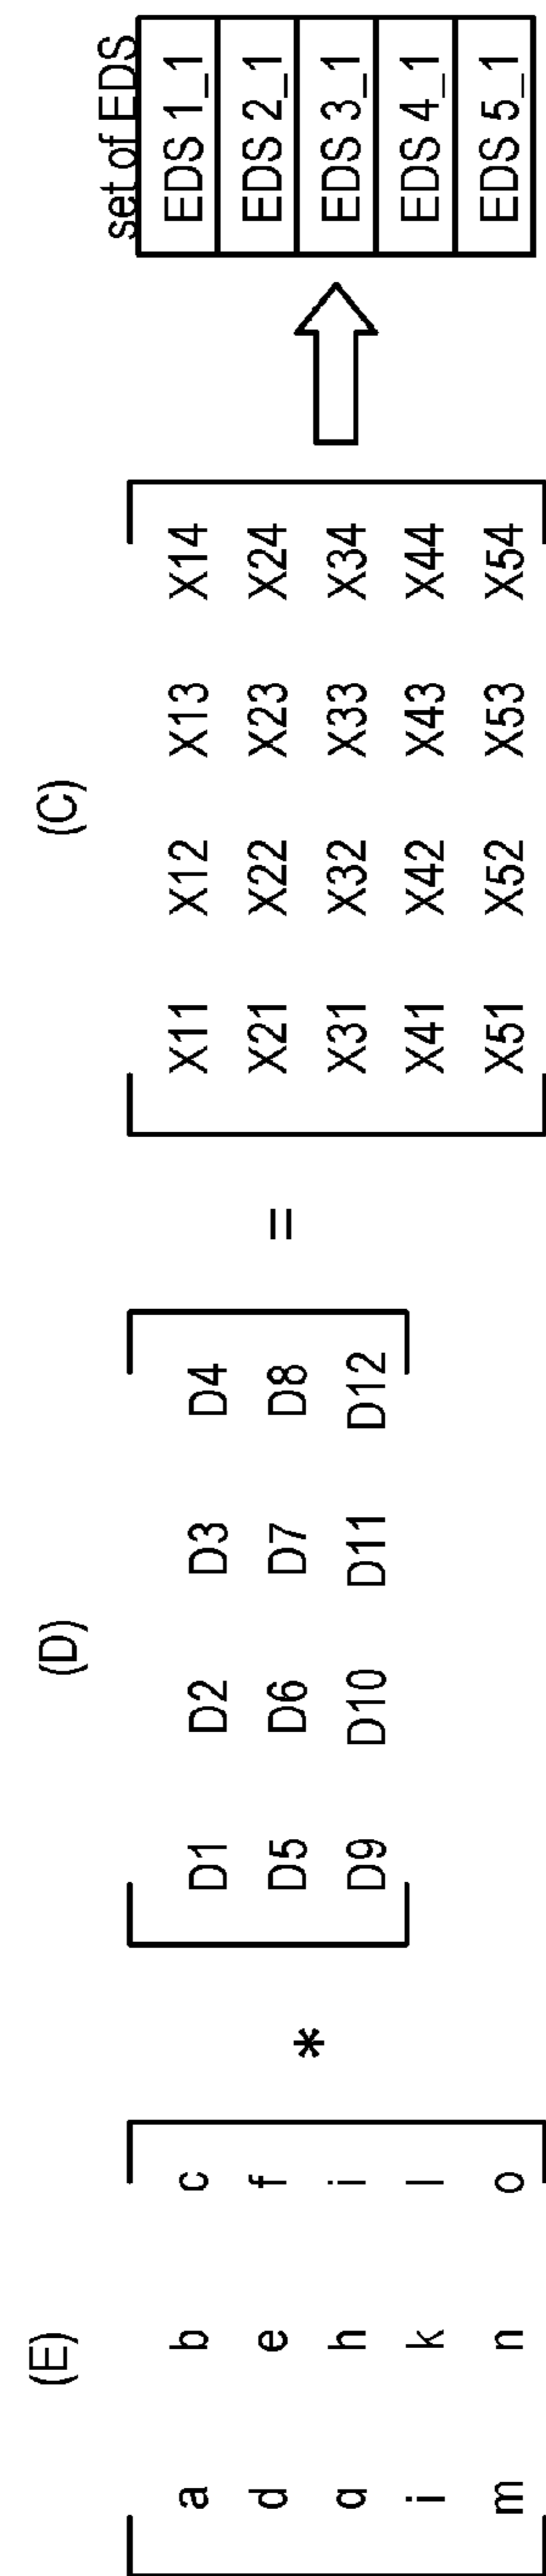 (E)
a b c
d e f
q h i
i k l
m n o
*
(D)
D1 D2 D3 D4
D5 D6 D7 D8
D9 D10 D11 D12
=
(C)
X11 X12 X13 X14
X21 X22 X23 X24
X31 X32 X33 X34
X41 X42 X43 X44
X51 X52 X53 X54
set of EDS
EDS 1_1
EDS 2_1
EDS 3_1
EDS 4_1
EDS 5_1